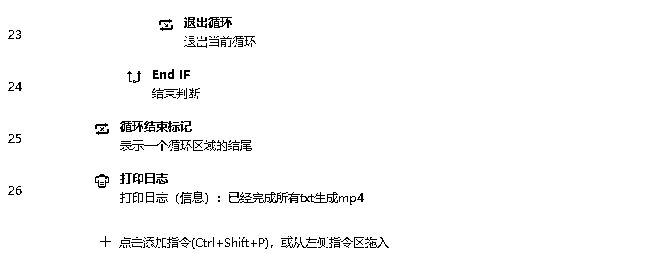 23
退出循环
退出当前循环
24
End IF
结束判断
25
循环结束标记
表示一个循环区域的结尾
26
打印日志
打印日志（信息）：已经完成所有txt生成mp4
点击添加指令(Ctrl+Shift+P)，或从左侧指令区拖入